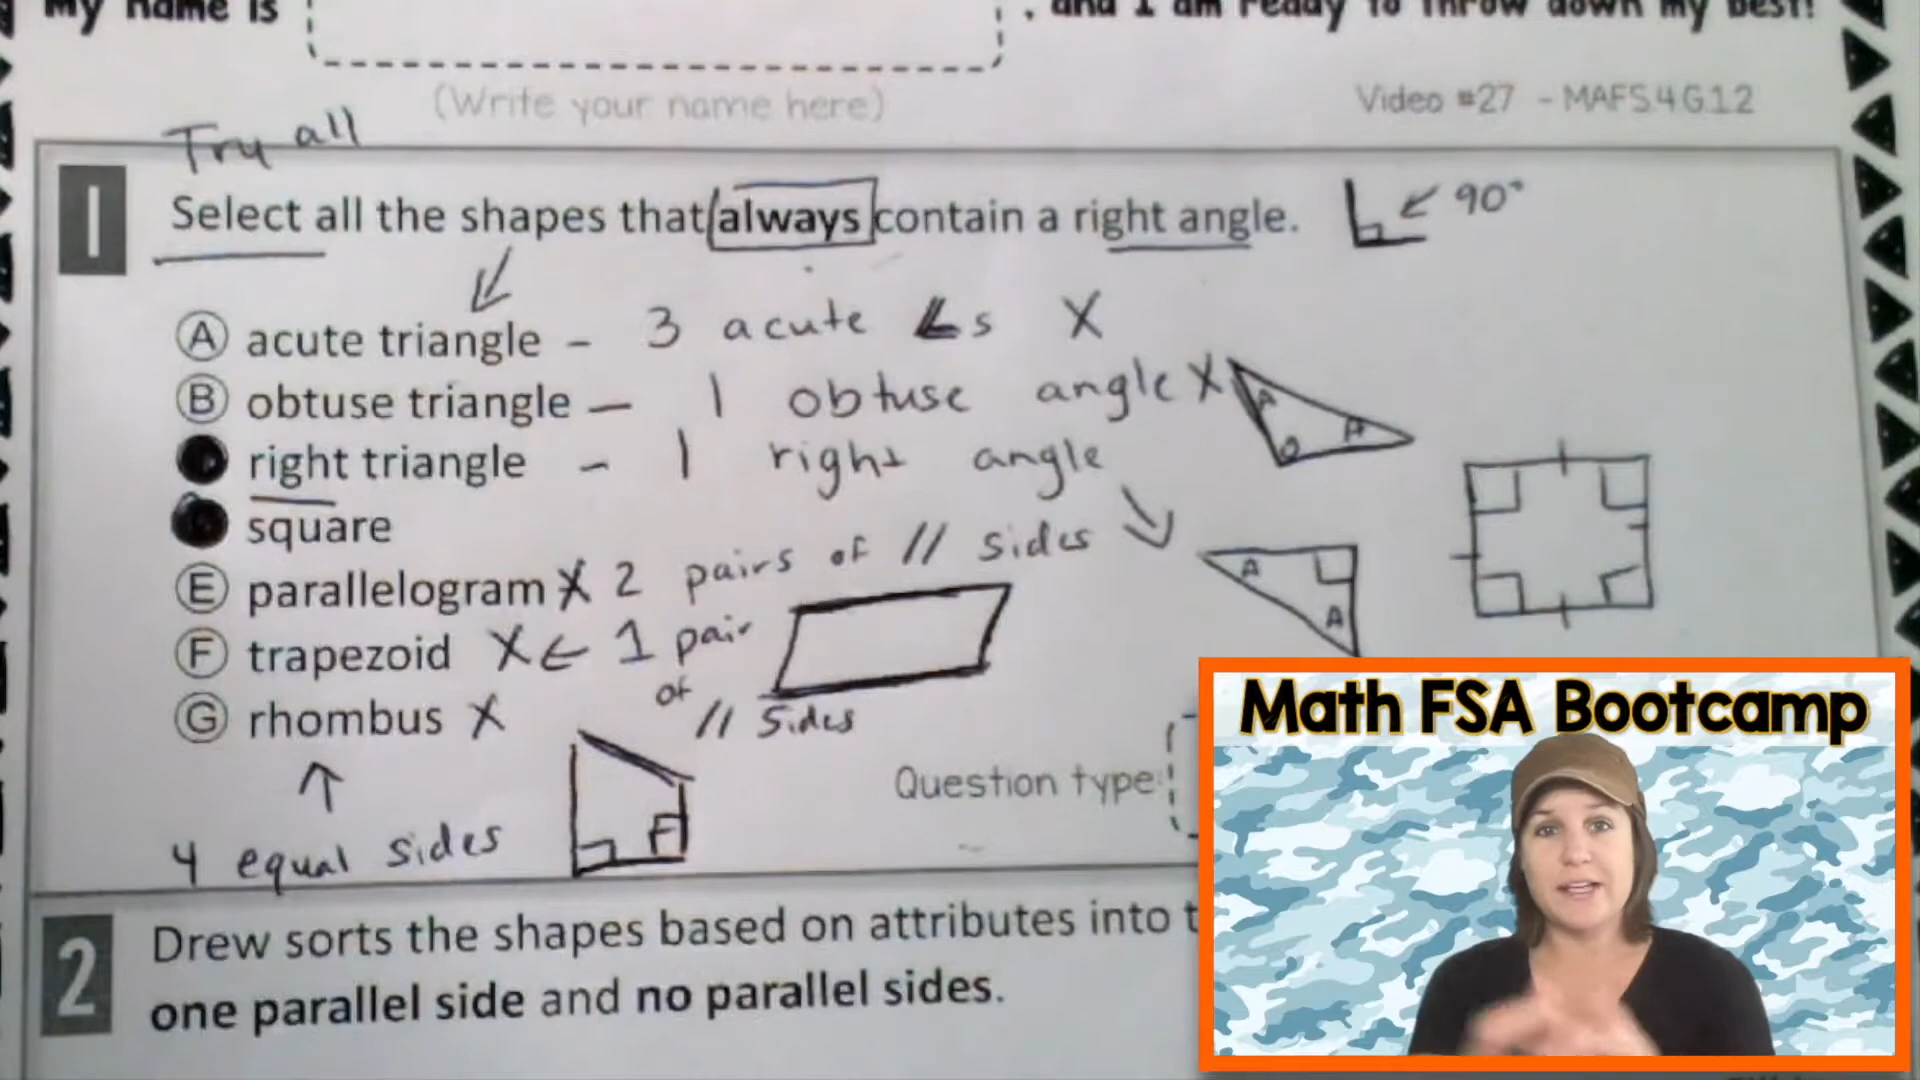 My name is , and I am ready to throw down my best!
(Write your name here)
Video #27 - MAFS.4.G.1.2
Try all
1 Select all the shapes that always contain a right angle. 90°
A acute triangle – 3 acute ∠s X
B obtuse triangle — 1 obtuse angle X
A
A
O
right triangle – 1 right angle
square
A
A
E parallelogram X 2 pairs of // sides
F trapezoid X ← 1 pair
of // sides
G rhombus X
4 equal sides
Question type:
2 Drew sorts the shapes based on attributes into
one parallel side and no parallel sides.
Math FSA Bootcamp